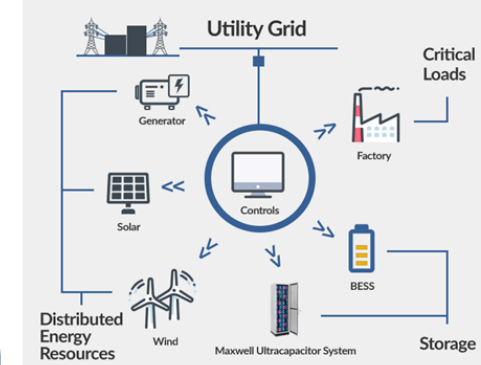 Utility Grid
Critical
Loads
Generator
Factory
Controls
Solar
BESS
Distributed
Energy
Resources
Wind
Maxwell Ultracapacitor System
Storage